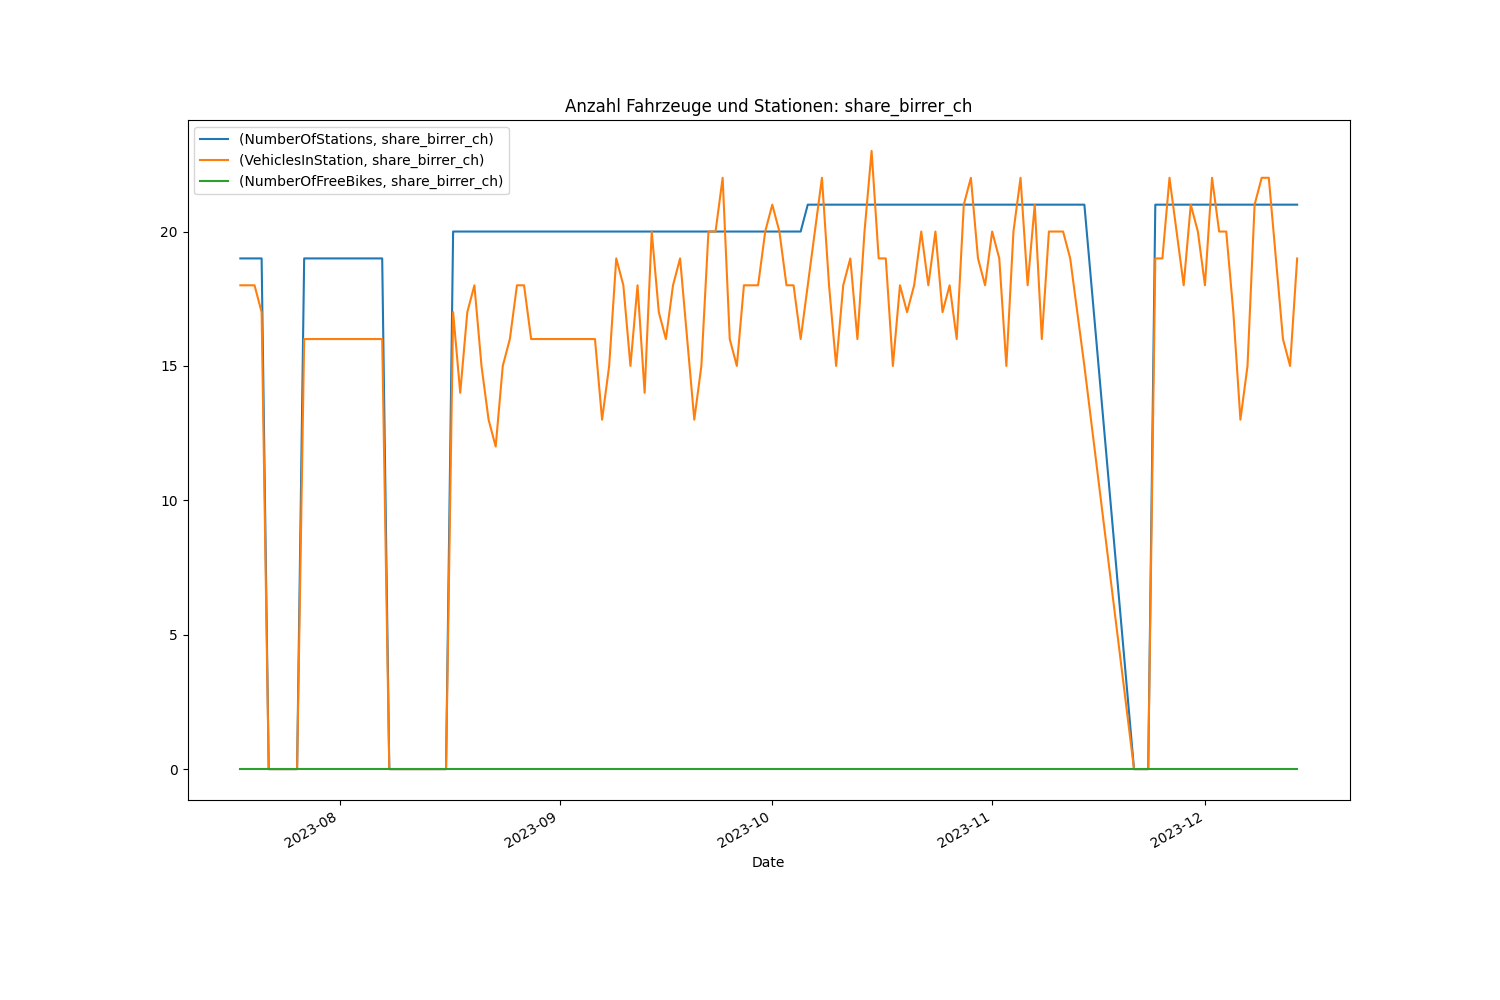 Anzahl Fahrzeuge und Stationen: share_birrer_ch
(NumberOfStations, share_birrer_ch)
(VehiclesInStation, share_birrer_ch)
(NumberOfFreeBikes, share_birrer_ch)
20
15
10
5
0
2023-08
2023-09
2023-10
2023-11
2023-12
Date